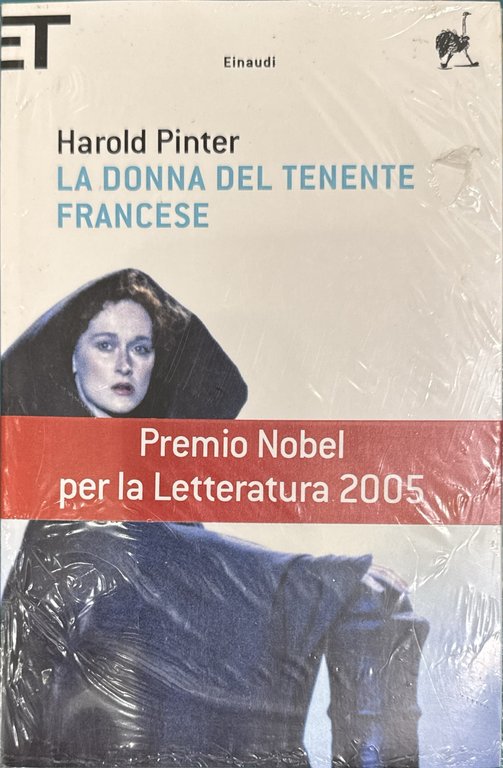 ET
Einaudi
Harold Pinter
LA DONNA DEL TENENTE
FRANCESE
Premio Nobel
per la Letteratura 2005